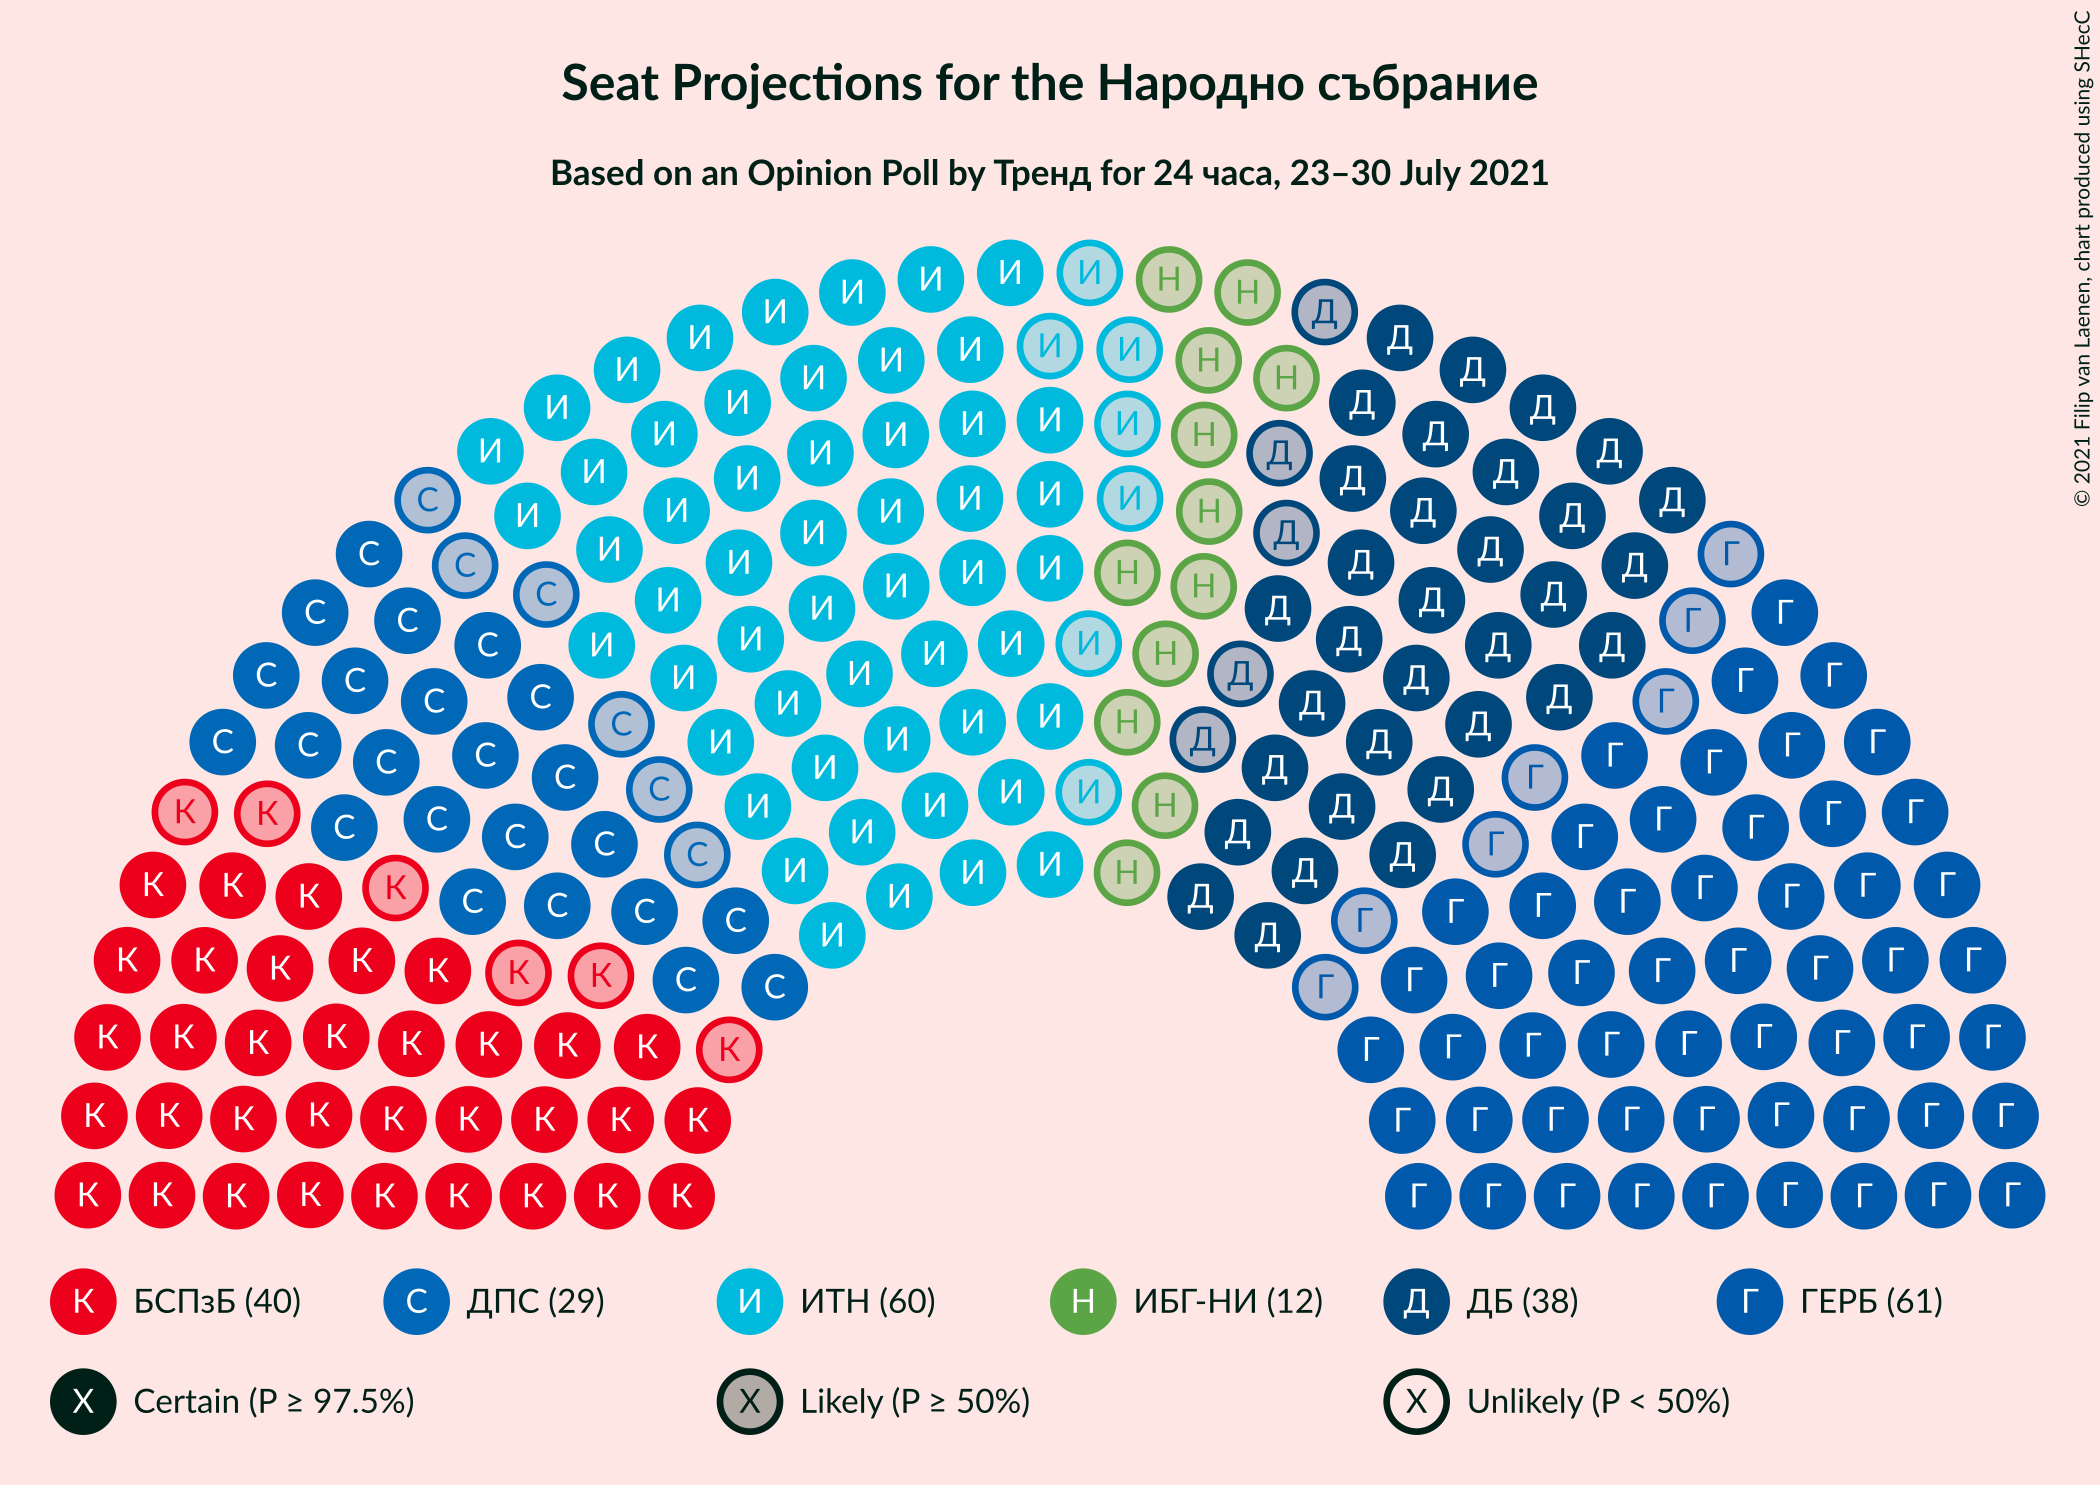 Seat Projections for the Народно събрание
Based on an Opinion Poll by Тренд for 24 часа, 23–30 July 2021
© 2021 Filip van Laenen, chart produced using SHecC
К БСПзБ (40) С ДПС (29) И ИТН (60) Н ИБГ-НИ (12) Д ДБ (38) Г ГЕРБ (61)
X Certain (P ≥ 97.5%) X Likely (P ≥ 50%) X Unlikely (P < 50%)